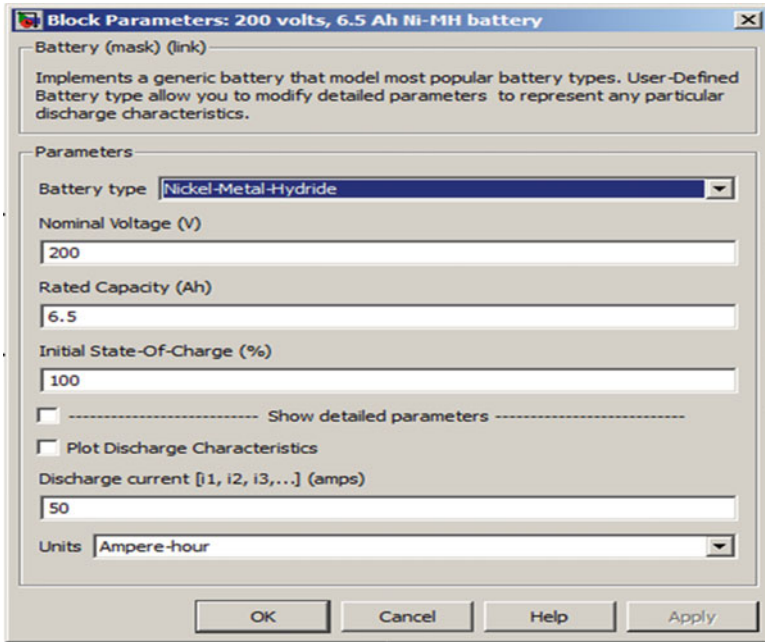 Block Parameters: 200 volts, 6.5 Ah Ni-MH battery
Battery (mask) (link)
Implements a generic battery that model most popular battery types. User-Defined
Battery type allow you to modify detailed parameters to represent any particular
discharge characteristics.
Parameters
Battery type Nickel-Metal-Hydride
Nominal Voltage (V)
200
Rated Capacity (Ah)
6.5
Initial State-Of-Charge (%)
100
--------------------------- Show detailed parameters ---------------------------
Plot Discharge Characteristics
Discharge current [i1, i2, i3,...] (amps)
50
Units Ampere-hour
OK Cancel Help Apply